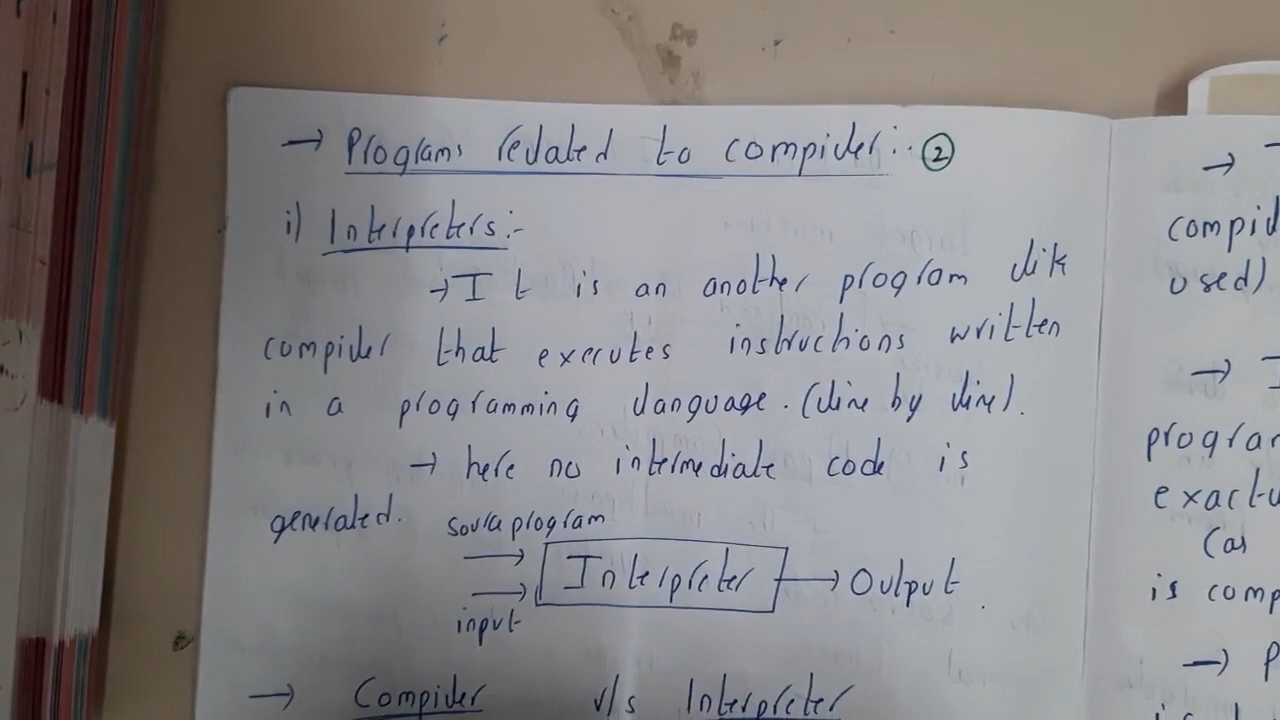 → Programs related to compiler:- ②
i) Interpreters:-
→ It is an another program like
compiler that executes instructions written
in a programming language. (line by line).
→ here no intermediate code is
generated.
source program
Interpreter → Output.
input
→ Compiler v/s Interpreter
→
compil
used)
→ I
program
exactu
(as
is comp
→ P